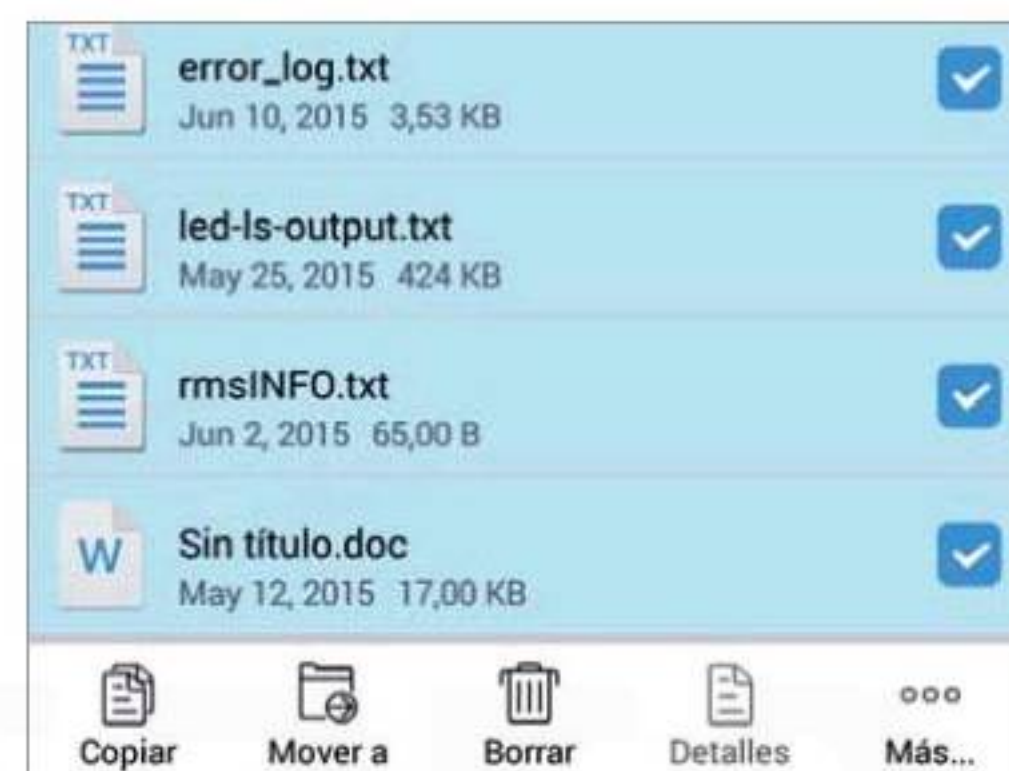 TXT
error_log.txt
Jun 10, 2015 3,53 KB
TXT
led-ls-output.txt
May 25, 2015 424 KB
TXT
rmsINFO.txt
Jun 2, 2015 65,00 B
W
Sin título.doc
May 12, 2015 17,00 KB
Copiar Mover a Borrar Detalles Más...